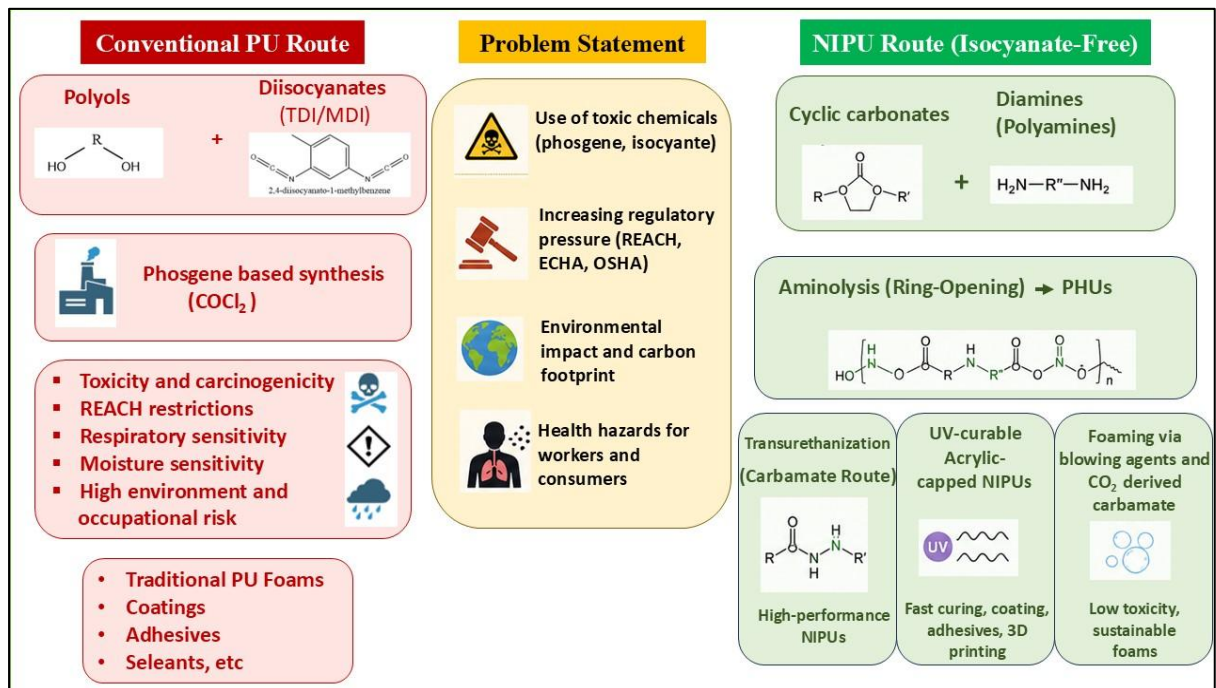 Conventional PU Route
Polyols
Diisocyanates
(TDI/MDI)
+
R
HO
OH
O=C=N
N=C=O
2,4-diisocyanato-1-methylbenzene
Phosgene based synthesis
(COCl₂ )
▪ Toxicity and carcinogenicity
▪ REACH restrictions
▪ Respiratory sensitivity
▪ Moisture sensitivity
▪ High environment and
occupational risk
• Traditional PU Foams
• Coatings
• Adhesives
• Seleants, etc
Problem Statement
Use of toxic chemicals
(phosgene, isocyante)
Increasing regulatory
pressure (REACH,
ECHA, OSHA)
Environmental
impact and carbon
footprint
Health hazards for
workers and
consumers
NIPU Route (Isocyanate-Free)
Cyclic carbonates
Diamines
(Polyamines)
O
R O O R'
+
H₂N—R"—NH₂
Aminolysis (Ring-Opening) → PHUs
H O H O O
HO N O R N R" O N O n
Transurethanization
(Carbamate Route)
O H
R C N N R'
H
High-performance
NIPUs
UV-curable
Acrylic-
capped NIPUs
UV
Fast curing, coating,
adhesives, 3D
printing
Foaming via
blowing agents and
CO₂ derived
carbamate
Low toxicity,
sustainable
foams